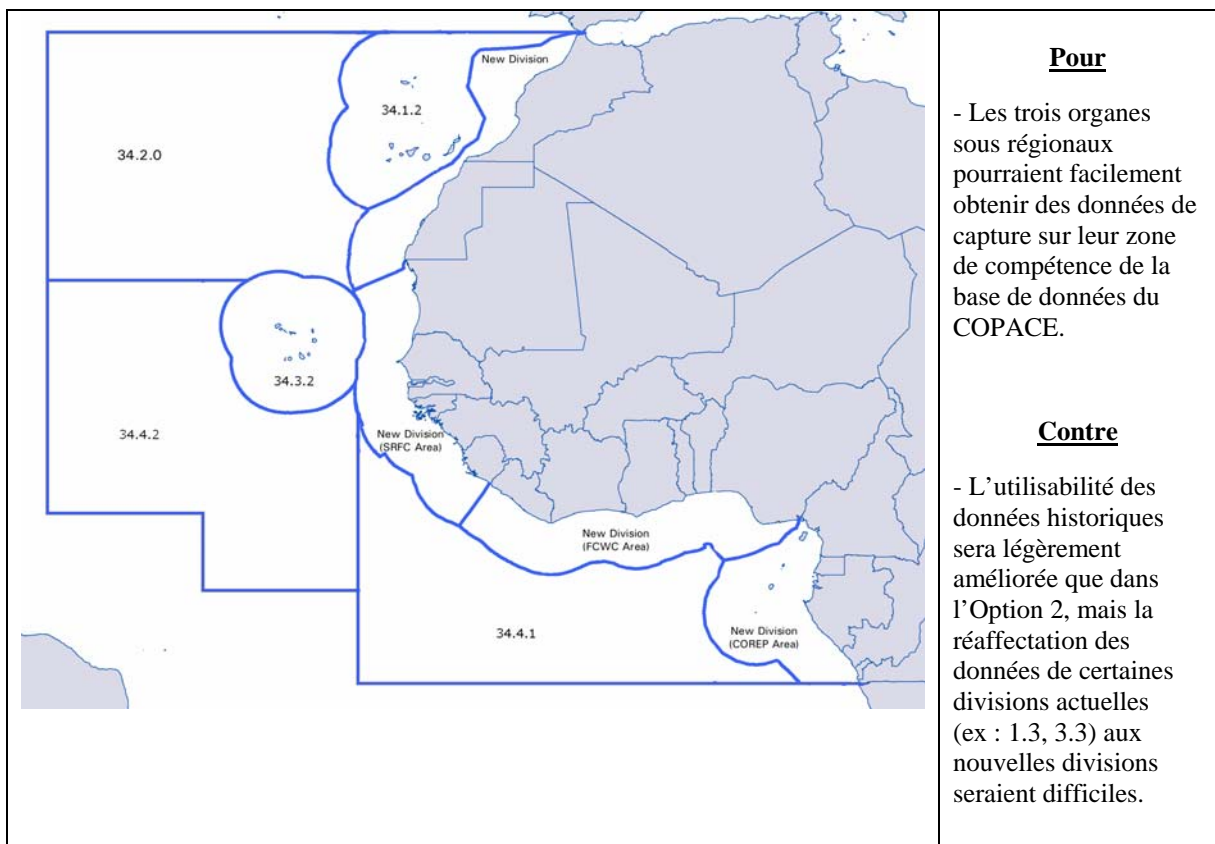 New Division
34.1.2
34.2.0
34.3.2
34.4.2
New Division
(SRFC Area)
New Division
(FCWC Area)
34.4.1
New Division
(COREP Area)
Pour
- Les trois organes
sous régionaux
pourraient facilement
obtenir des données de
capture sur leur zone
de compétence de la
base de données du
COPACE.
Contre
- L’utilisabilité des
données historiques
sera légèrement
améliorée que dans
l’Option 2, mais la
réaffectation des
données de certaines
divisions actuelles
(ex : 1.3, 3.3) aux
nouvelles divisions
seraient difficiles.